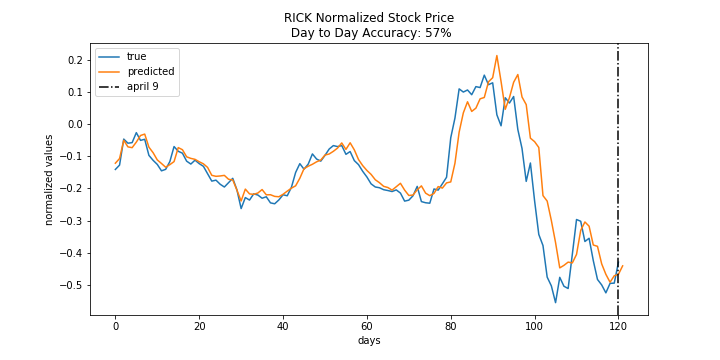 RICK Normalized Stock Price
Day to Day Accuracy: 57%
true
predicted
april 9
normalized values
0.2
0.1
0.0
−0.1
−0.2
−0.3
−0.4
−0.5
0
20
40
60
80
100
120
days